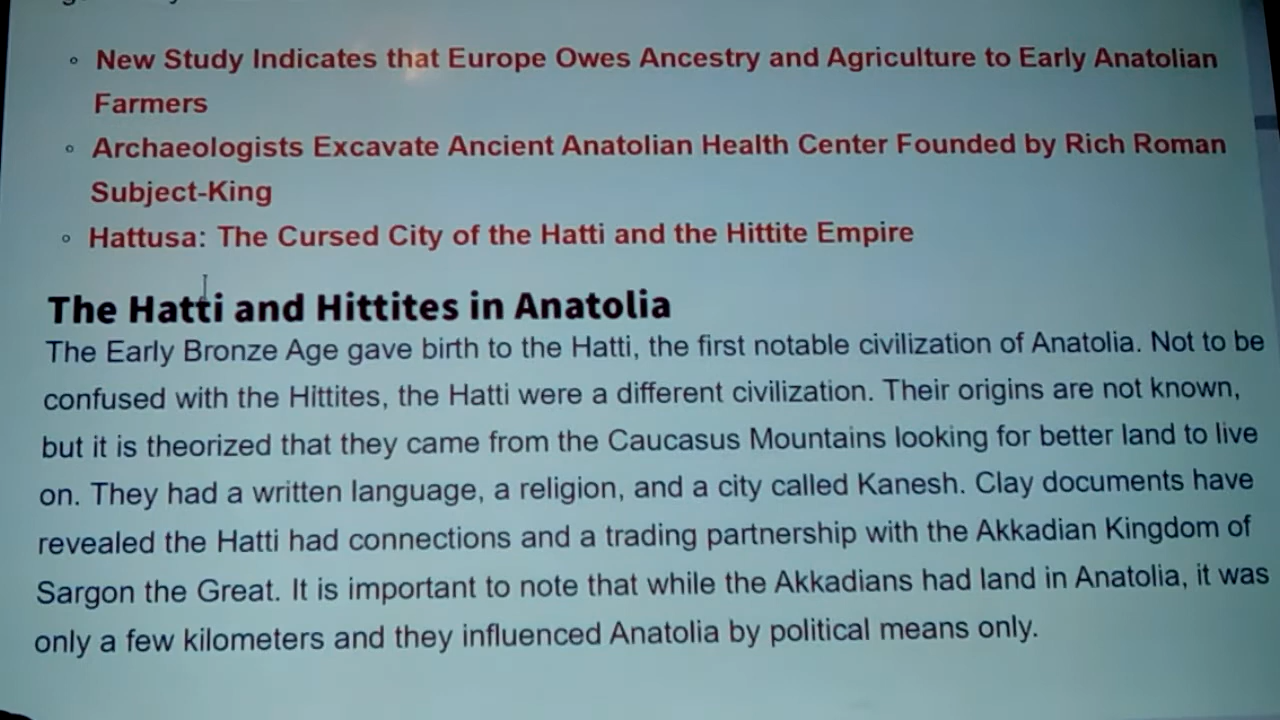 New Study Indicates that Europe Owes Ancestry and Agriculture to Early Anatolian
Farmers
Archaeologists Excavate Ancient Anatolian Health Center Founded by Rich Roman
Subject-King
Hattusa: The Cursed City of the Hatti and the Hittite Empire
The Hatti and Hittites in Anatolia
The Early Bronze Age gave birth to the Hatti, the first notable civilization of Anatolia. Not to be
confused with the Hittites, the Hatti were a different civilization. Their origins are not known,
but it is theorized that they came from the Caucasus Mountains looking for better land to live
on. They had a written language, a religion, and a city called Kanesh. Clay documents have
revealed the Hatti had connections and a trading partnership with the Akkadian Kingdom of
Sargon the Great. It is important to note that while the Akkadians had land in Anatolia, it was
only a few kilometers and they influenced Anatolia by political means only.